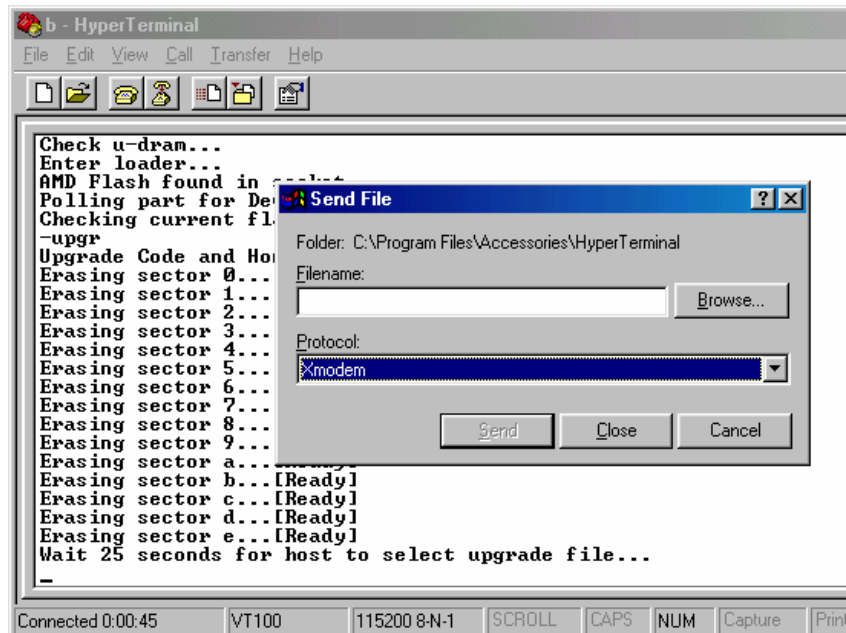 b - HyperTerminal
File Edit View Call Transfer Help
Check u-dram...
Enter loader...
AMD Flash found in socket
Polling part for De
Checking current fl
-upgr
Upgrade Code and Ho
Erasing sector 0...
Erasing sector 1...
Erasing sector 2...
Erasing sector 3...
Erasing sector 4...
Erasing sector 5...
Erasing sector 6...
Erasing sector 7...
Erasing sector 8...
Erasing sector 9...
Erasing sector a...[Ready]
Erasing sector b...[Ready]
Erasing sector c...[Ready]
Erasing sector d...[Ready]
Erasing sector e...[Ready]
Wait 25 seconds for host to select upgrade file...
Send File
Folder: C:\Program Files\Accessories\HyperTerminal
Filename:
Browse...
Protocol:
Xmodem
Send Close Cancel
Connected 0:00:45 VT100 115200 8-N-1 SCROLL CAPS NUM Capture Print